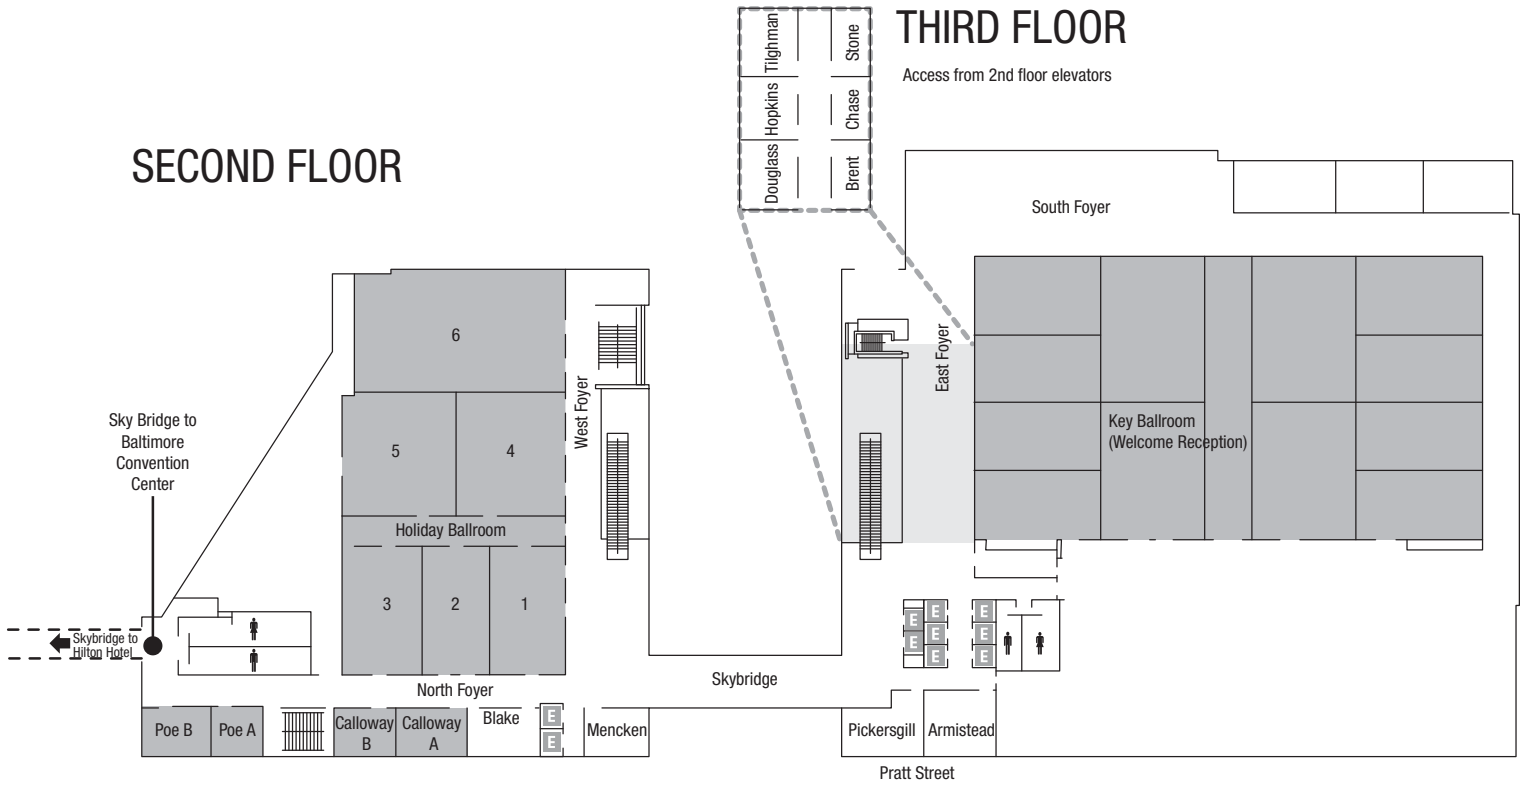 THIRD FLOOR
Access from 2nd floor elevators
Tilghman
Stone
Hopkins
Chase
Douglass
Brent
SECOND FLOOR
South Foyer
6
West Foyer
East Foyer
Sky Bridge to
Baltimore
Convention
Center
5
4
Key Ballroom
(Welcome Reception)
Holiday Ballroom
3
2
1
Skybridge to
Hilton Hotel
E
E
E
E
E
E
E
E
North Foyer
Skybridge
Poe B
Poe A
Calloway
B
Calloway
A
Blake
E
E
Mencken
Pickersgill
Armistead
Pratt Street